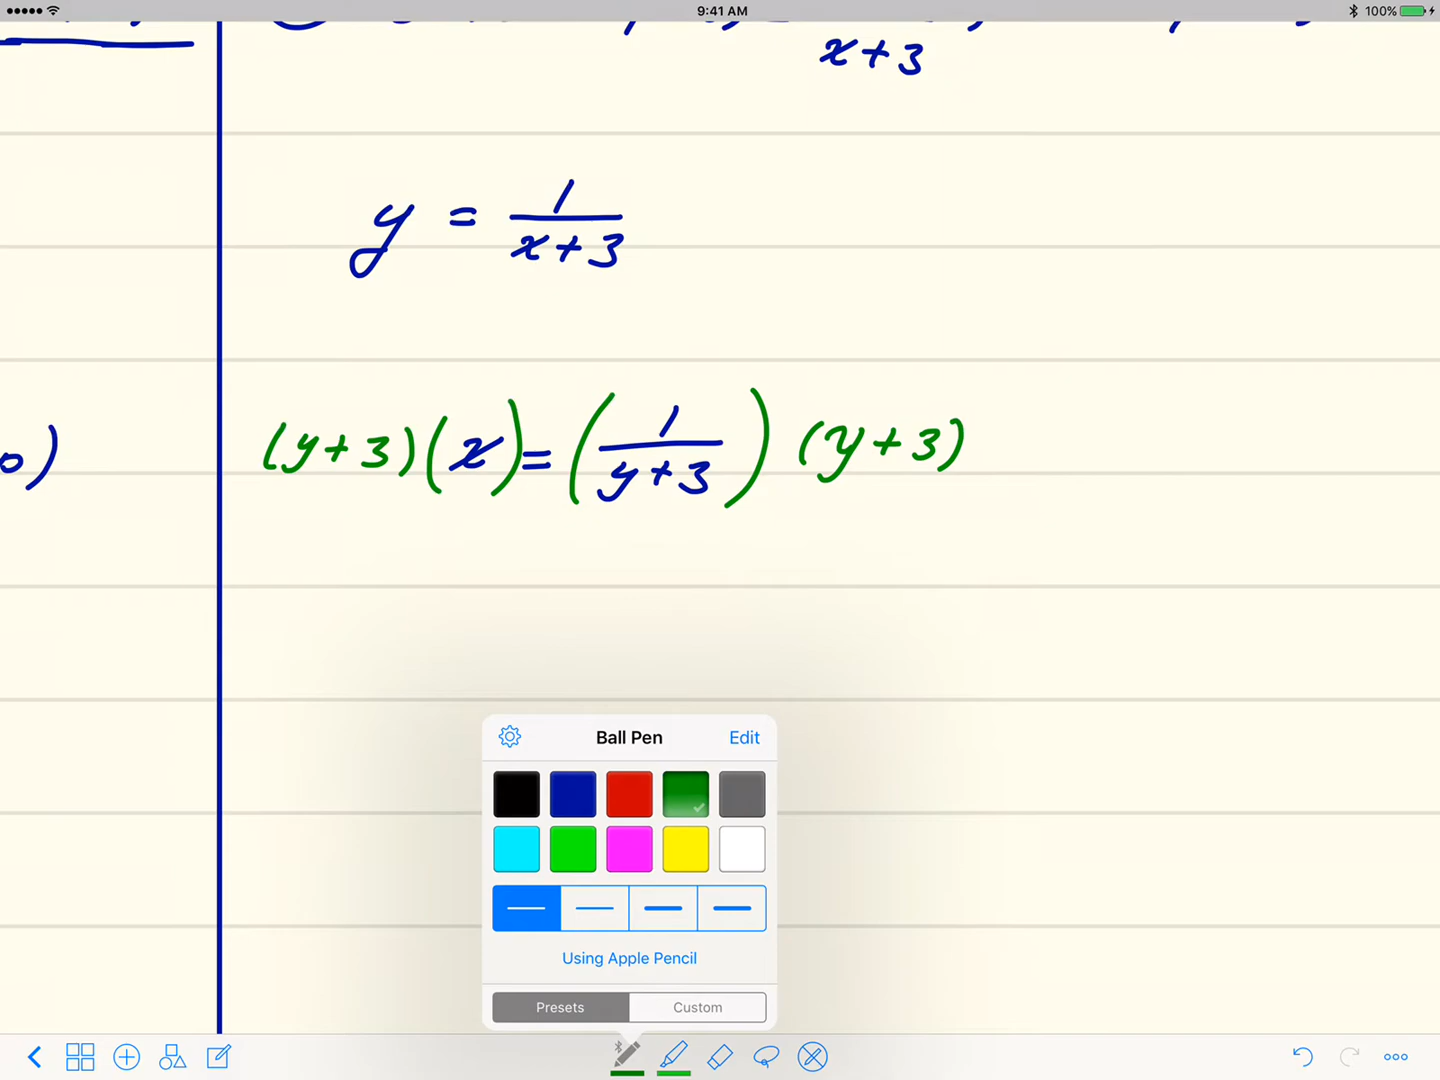 9:41 AM
100%
x+3
y = 1/(x+3)
o)
(y+3)(x)=(1/(y+3))(y+3)
Ball Pen
Edit
Using Apple Pencil
Presets
Custom